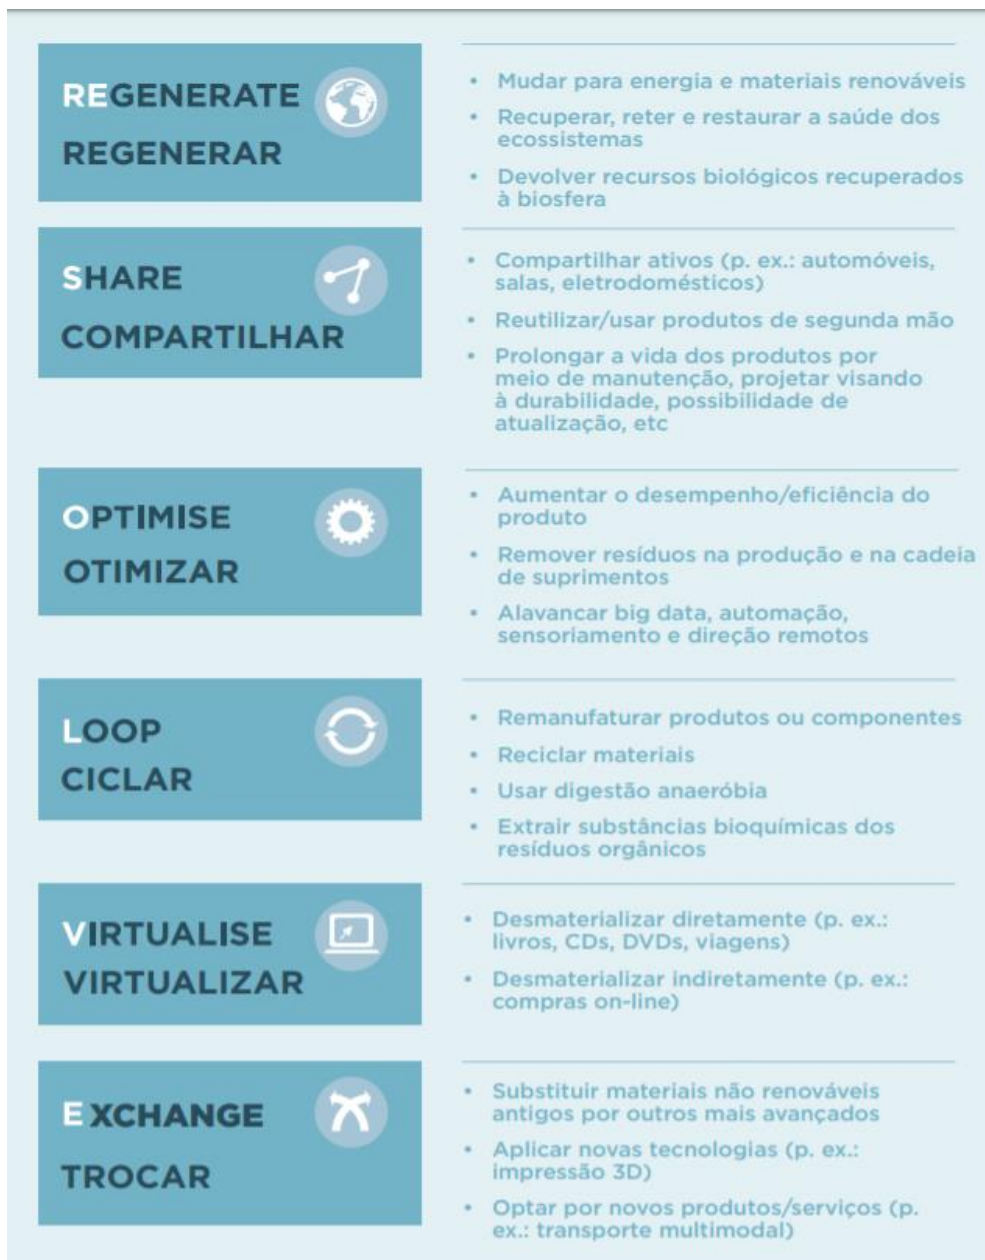 REGENERATE
REGENERAR
• Mudar para energia e materiais renováveis
• Recuperar, reter e restaurar a saúde dos
ecossistemas
• Devolver recursos biológicos recuperados
à biosfera
SHARE
COMPARTILHAR
• Compartilhar ativos (p. ex.: automóveis,
salas, eletrodomésticos)
• Reutilizar/usar produtos de segunda mão
• Prolongar a vida dos produtos por
meio de manutenção, projetar visando
à durabilidade, possibilidade de
atualização, etc
OPTIMISE
OTIMIZAR
• Aumentar o desempenho/eficiência do
produto
• Remover resíduos na produção e na cadeia
de suprimentos
• Alavancar big data, automação,
sensoriamento e direção remotos
LOOP
CICLAR
• Remanufaturar produtos ou componentes
• Reciclar materiais
• Usar digestão anaeróbia
• Extrair substâncias bioquímicas dos
resíduos orgânicos
VIRTUALISE
VIRTUALIZAR
• Desmaterializar diretamente (p. ex.:
livros, CDs, DVDs, viagens)
• Desmaterializar indiretamente (p. ex.:
compras on-line)
EXCHANGE
TROCAR
• Substituir materiais não renováveis
antigos por outros mais avançados
• Aplicar novas tecnologias (p. ex.:
impressão 3D)
• Optar por novos produtos/serviços (p.
ex.: transporte multimodal)